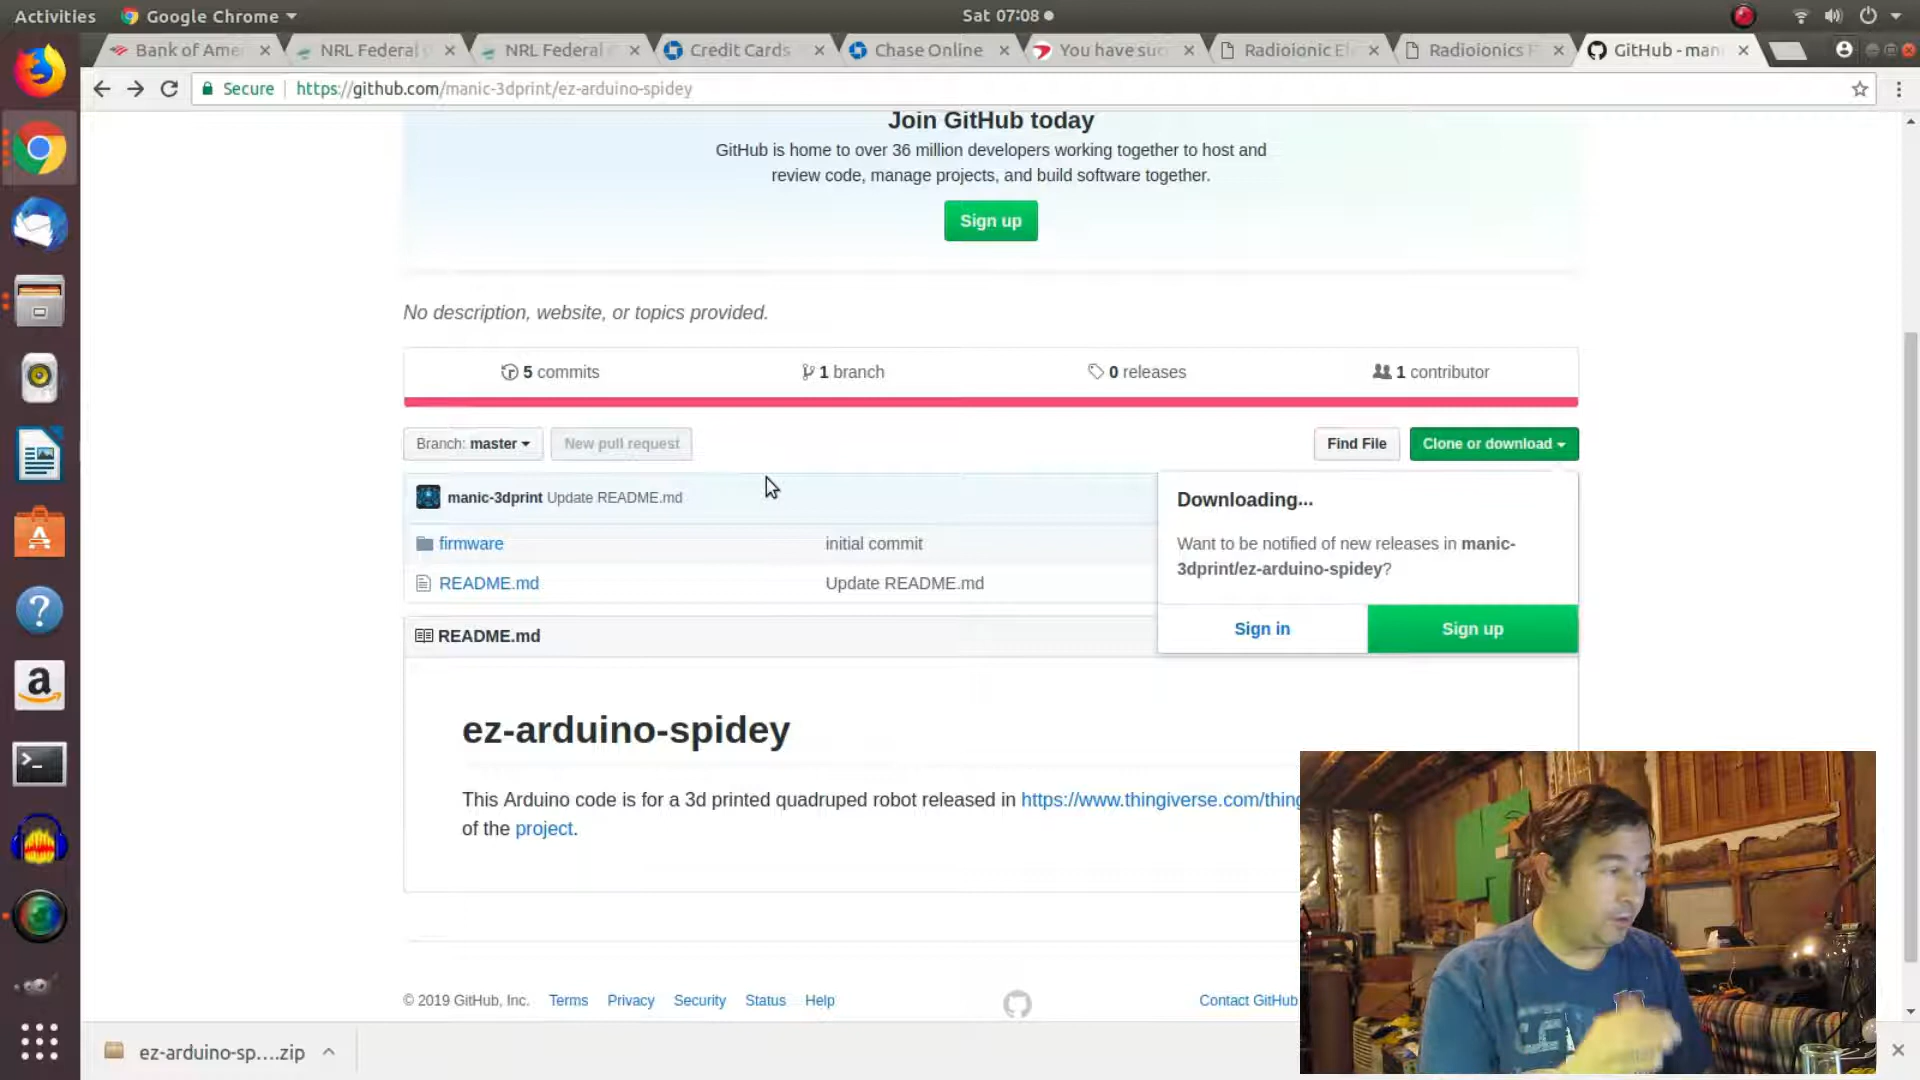 Activities
Google Chrome
Sat 07:08
Bank of Ame
NRL Federal
NRL Federal
Credit Cards
Chase Online
You have suc
Radioionic El
Radioionics
GitHub - man
Secure
https://github.com/manic-3dprint/ez-arduino-spidey
Join GitHub today
GitHub is home to over 36 million developers working together to host and
review code, manage projects, and build software together.
Sign up
No description, website, or topics provided.
5 commits
1 branch
0 releases
1 contributor
Branch: master
New pull request
Find File
Clone or download
manic-3dprint Update README.md
firmware
initial commit
README.md
Update README.md
Downloading...
Want to be notified of new releases in manic-
3dprint/ez-arduino-spidey?
Sign in
Sign up
README.md
ez-arduino-spidey
This Arduino code is for a 3d printed quadruped robot released in https://www.thingiverse.com/thing
of the project.
© 2019 GitHub, Inc.
Terms
Privacy
Security
Status
Help
Contact GitHub
ez-arduino-sp....zip